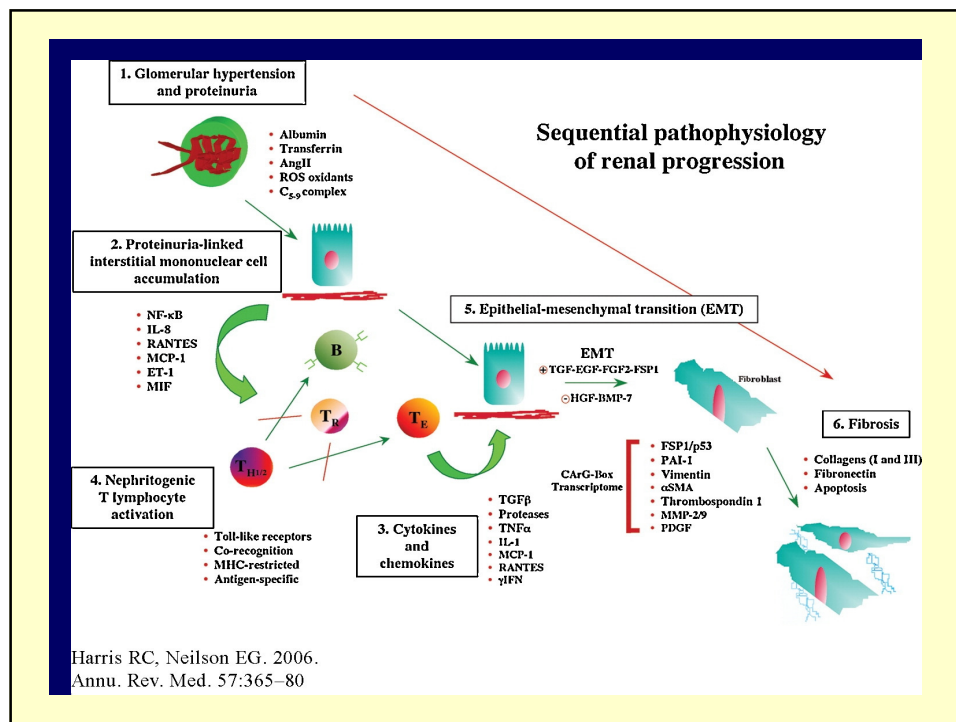 1. Glomerular hypertension
and proteinuria
Sequential pathophysiology
of renal progression
• Albumin
• Transferrin
• AngII
• ROS oxidants
• C5-9 complex
2. Proteinuria-linked
interstitial mononuclear cell
accumulation
• NF-κB
• IL-8
• RANTES
• MCP-1
• ET-1
• MIF
B
TR
TE
TH1/2
4. Nephritogenic
T lymphocyte
activation
• Toll-like receptors
• Co-recognition
• MHC-restricted
• Antigen-specific
3. Cytokines
and
chemokines
• TGFβ
• Proteases
• TNFα
• IL-1
• MCP-1
• RANTES
• γIFN
5. Epithelial-mesenchymal transition (EMT)
EMT
+TGF-EGF-FGF2-FSP1
-HGF-BMP-7
Fibroblast
CArG-Box
Transcriptome
• FSP1/p53
• PAI-1
• Vimentin
• αSMA
• Thrombospondin 1
• MMP-2/9
• PDGF
6. Fibrosis
• Collagens (I and III)
• Fibronectin
• Apoptosis
Harris RC, Neilson EG. 2006.
Annu. Rev. Med. 57:365–80